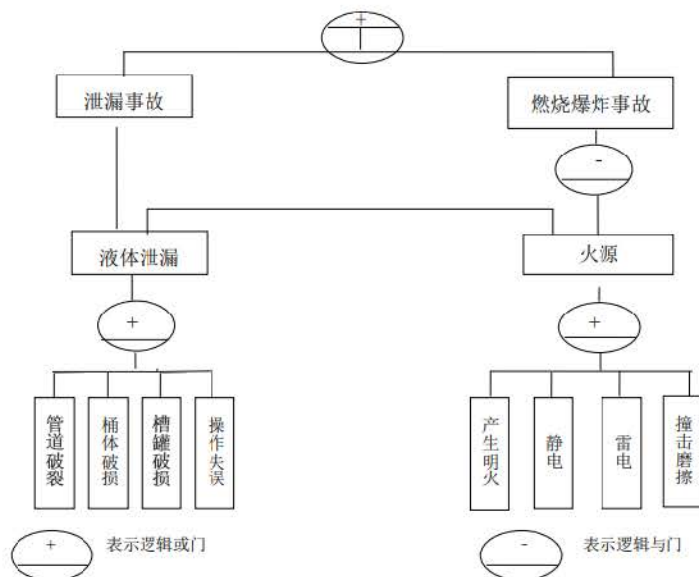 +
泄漏事故
燃烧爆炸事故
-
液体泄漏
火源
+
+
管道破裂
桶体破损
槽罐破损
操作失误
产生明火
静电
雷电
撞击磨擦
+
表示逻辑或门
-
表示逻辑与门